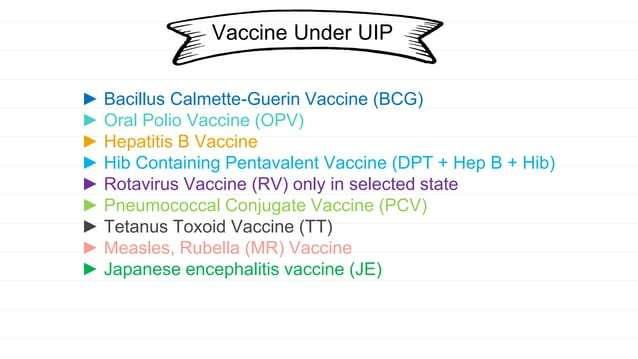 Vaccine Under UIP
► Bacillus Calmette-Guerin Vaccine (BCG)
► Oral Polio Vaccine (OPV)
► Hepatitis B Vaccine
► Hib Containing Pentavalent Vaccine (DPT + Hep B + Hib)
► Rotavirus Vaccine (RV) only in selected state
► Pneumococcal Conjugate Vaccine (PCV)
► Tetanus Toxoid Vaccine (TT)
► Measles, Rubella (MR) Vaccine
► Japanese encephalitis vaccine (JE)